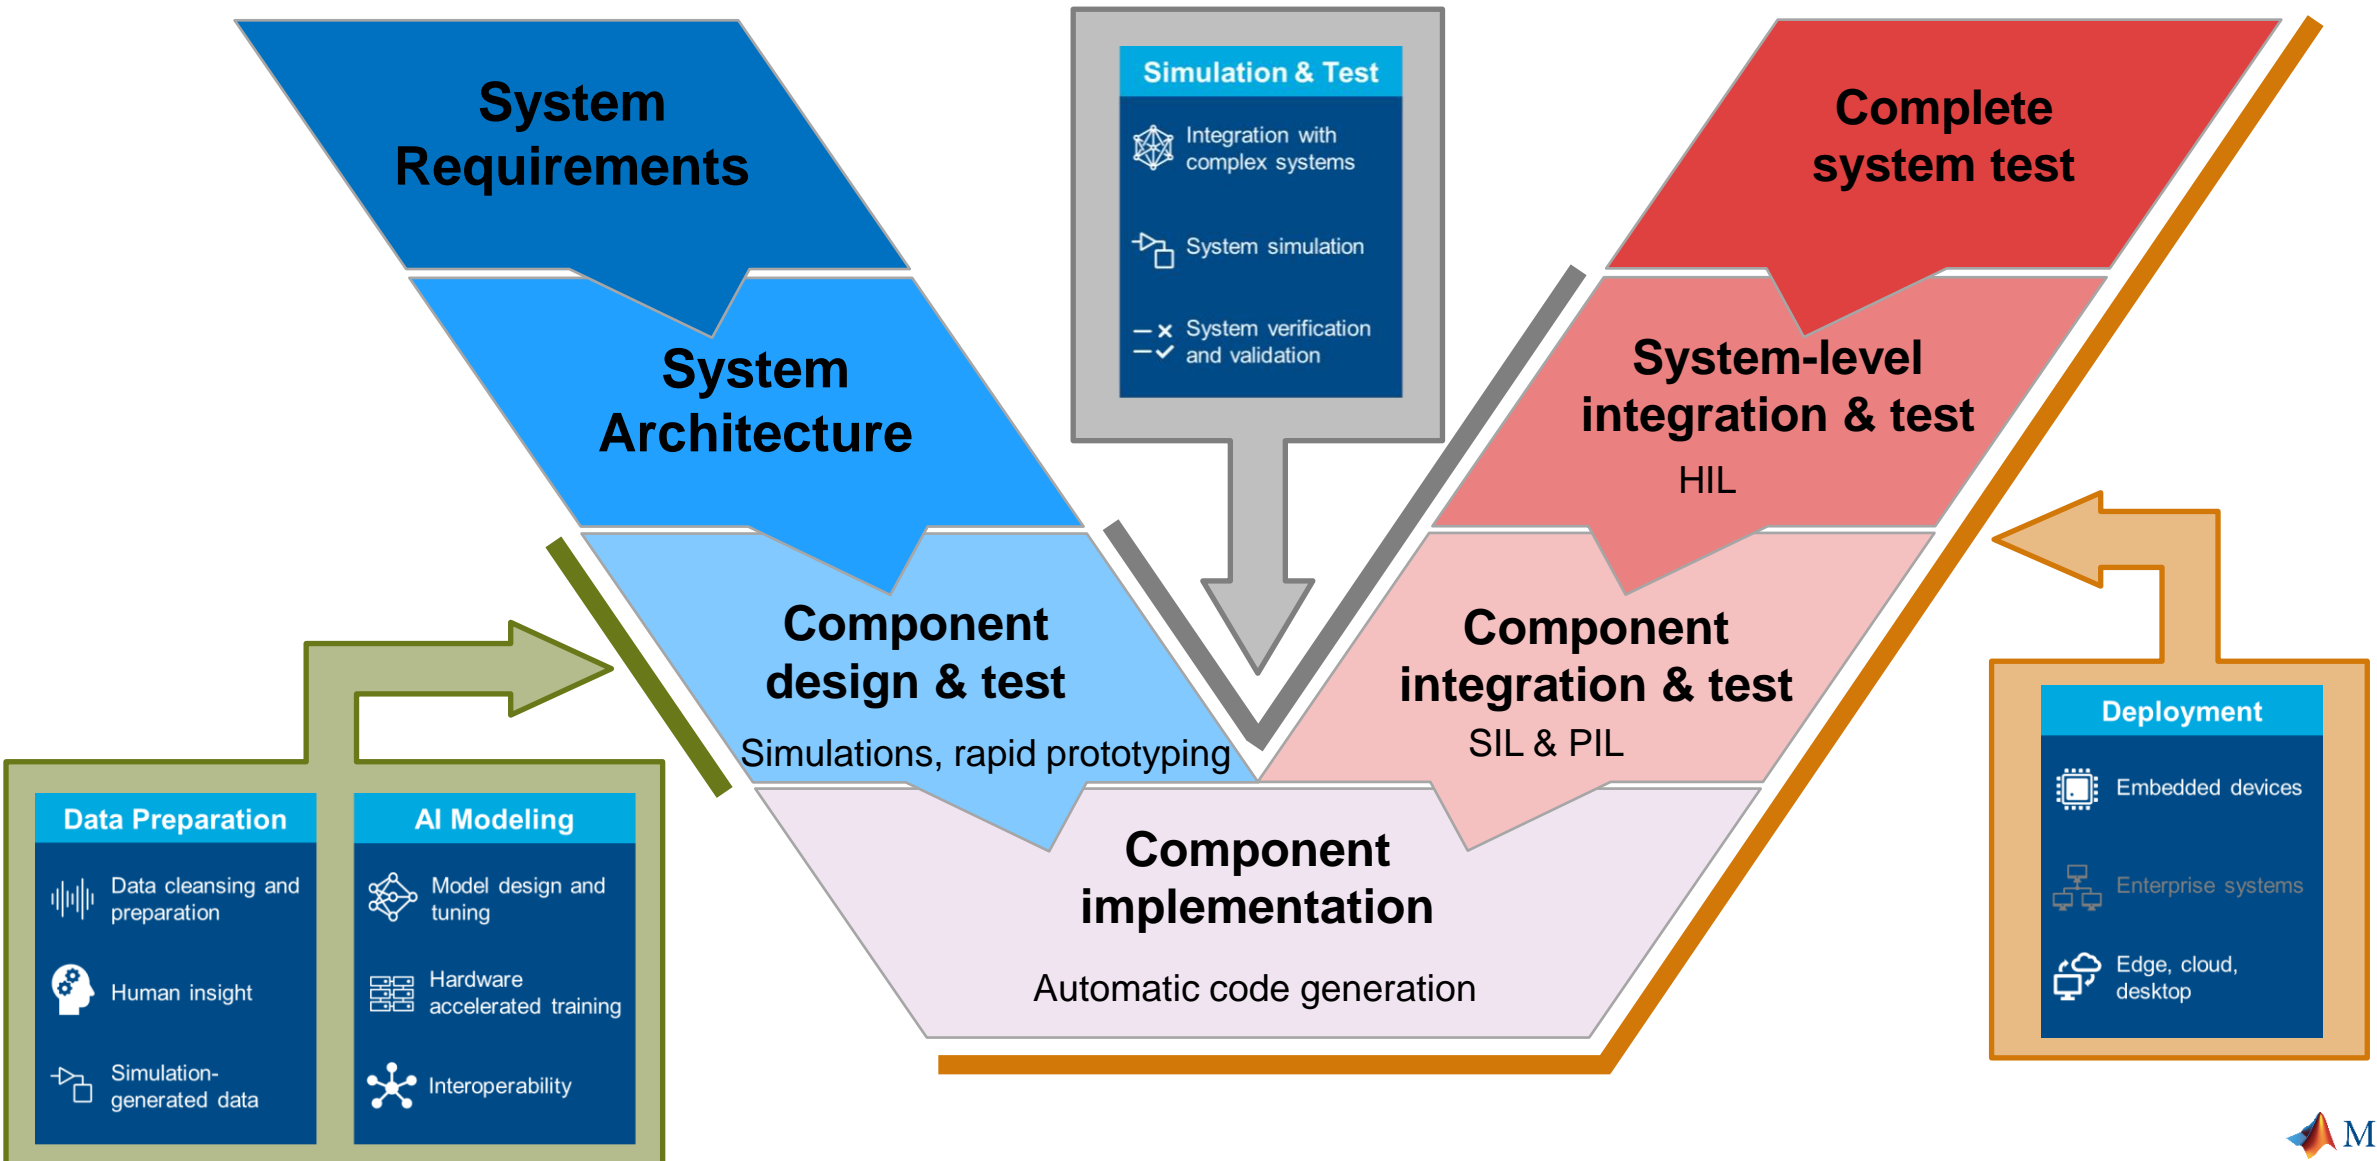 System
Requirements
System
Architecture
Component
design & test
Simulations, rapid prototyping
Component
implementation
Automatic code generation
Component
integration & test
SIL & PIL
System-level
integration & test
HIL
Complete
system test
Simulation & Test
Integration with
complex systems
System simulation
System verification
and validation
Data Preparation
Data cleansing and
preparation
Human insight
Simulation-
generated data
AI Modeling
Model design and
tuning
Hardware
accelerated training
Interoperability
Deployment
Embedded devices
Enterprise systems
Edge, cloud,
desktop
M